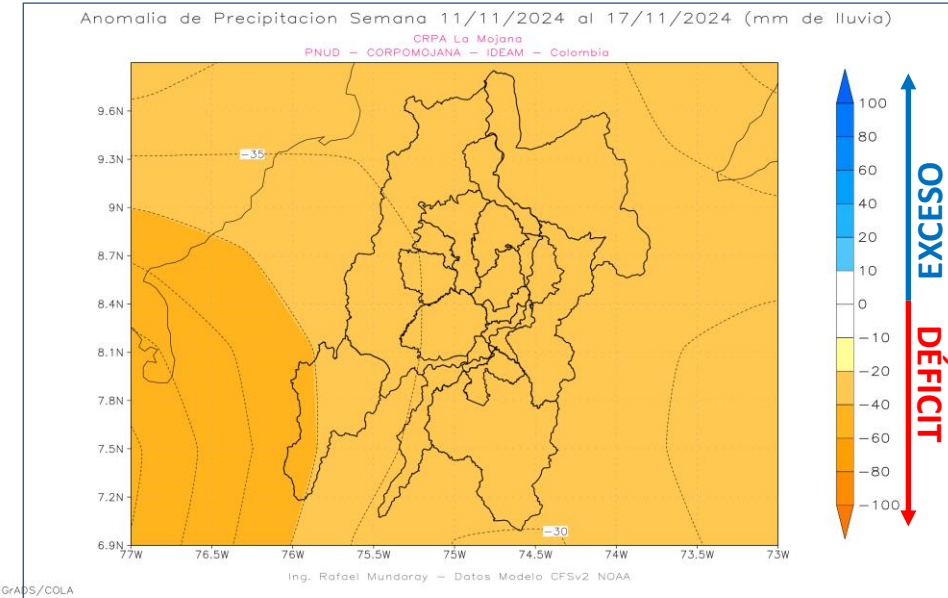 Anomalia de Precipitacion Semana 11/11/2024 al 17/11/2024 (mm de lluvia)
CRPA La Mojana
PNUD – CORPOMOJANA – IDEAM – Colombia
9.6N
9.3N
9N
8.7N
8.4N
8.1N
7.8N
7.5N
7.2N
6.9N
−35
−30
77W 76.5W 76W 75.5W 75W 74.5W 74W 73.5W 73W
100
80
60
40
20
10
0
−10
−20
−40
−60
−80
−100
EXCESO
DÉFICIT
Ing. Rafael Mundaray – Datos Modelo CFSv2 NOAA
GrADS/COLA